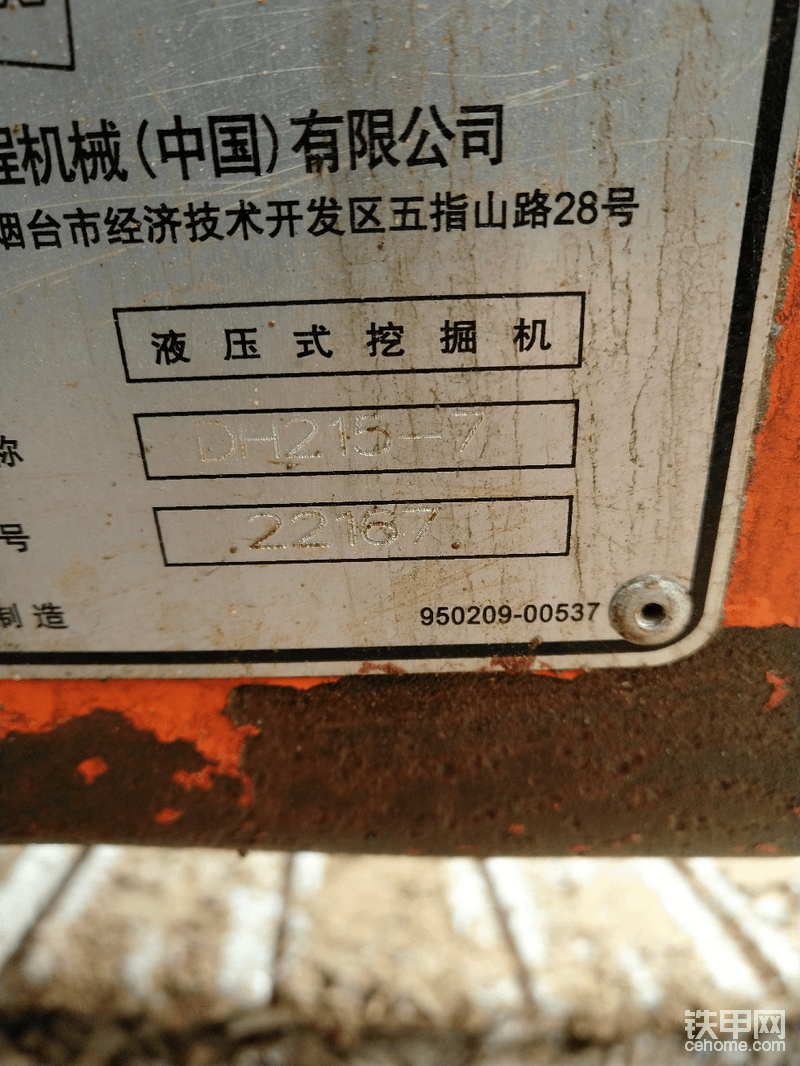 程机械(中国)有限公司
烟台市经济技术开发区五指山路28号
液压式挖掘机
称 DH215-7
号 22167
制造 950209-00537
铁甲网
cehome.com